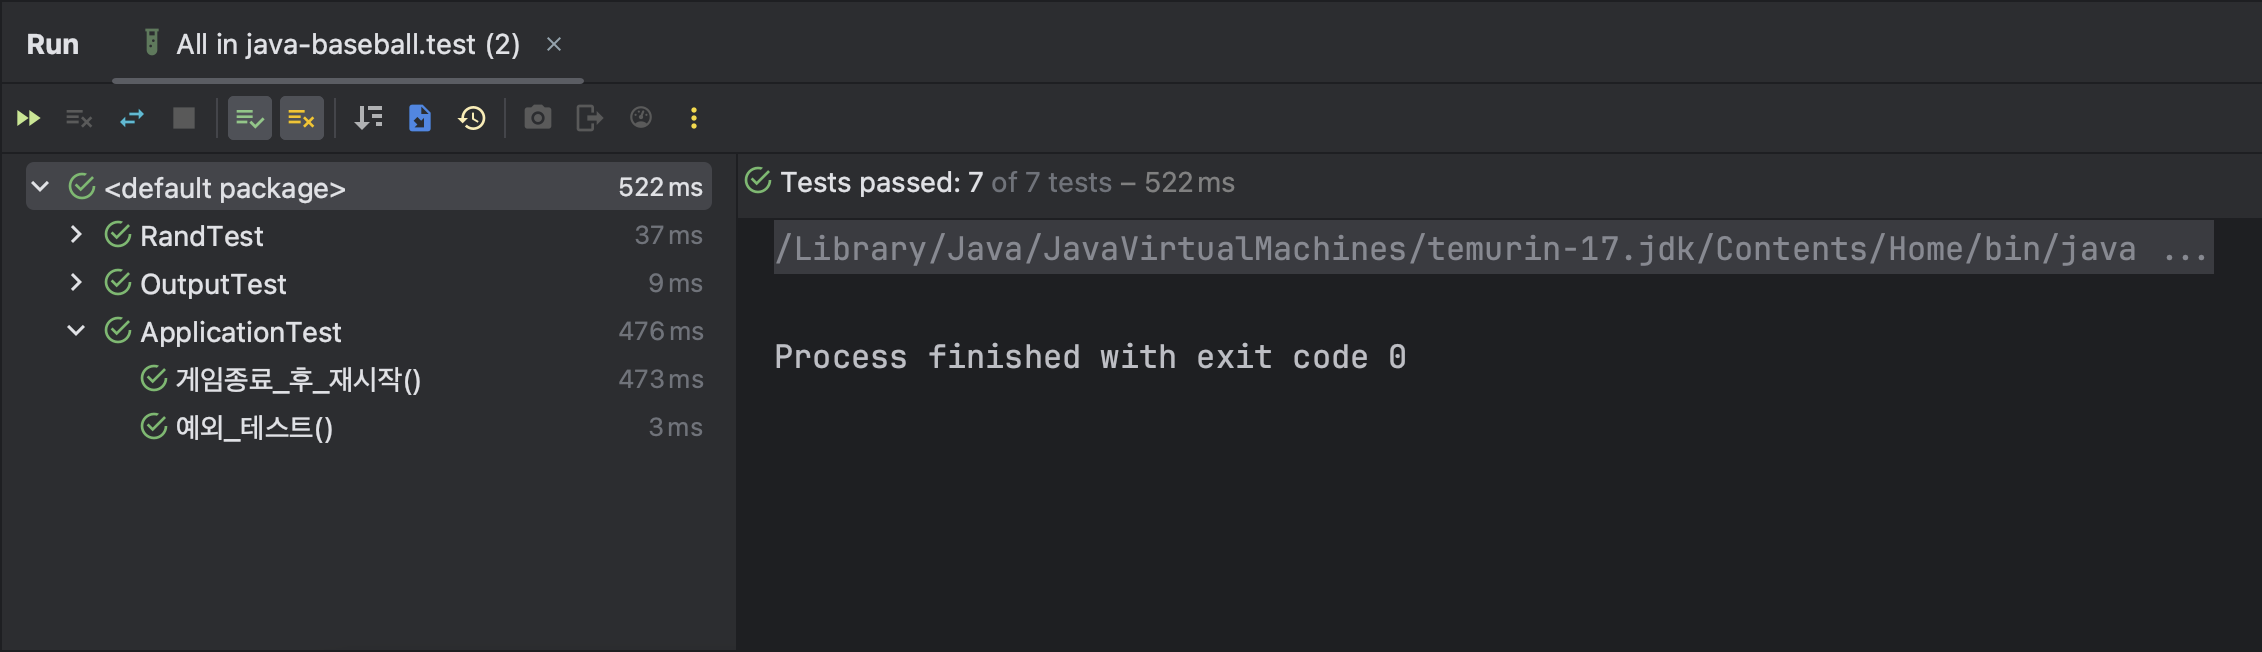 Run All in java-baseball.test (2)
<default package> 522 ms
RandTest 37 ms
OutputTest 9 ms
ApplicationTest 476 ms
게임종료_후_재시작() 473 ms
예외_테스트() 3 ms
Tests passed: 7 of 7 tests – 522 ms
/Library/Java/JavaVirtualMachines/temurin-17.jdk/Contents/Home/bin/java ...
Process finished with exit code 0